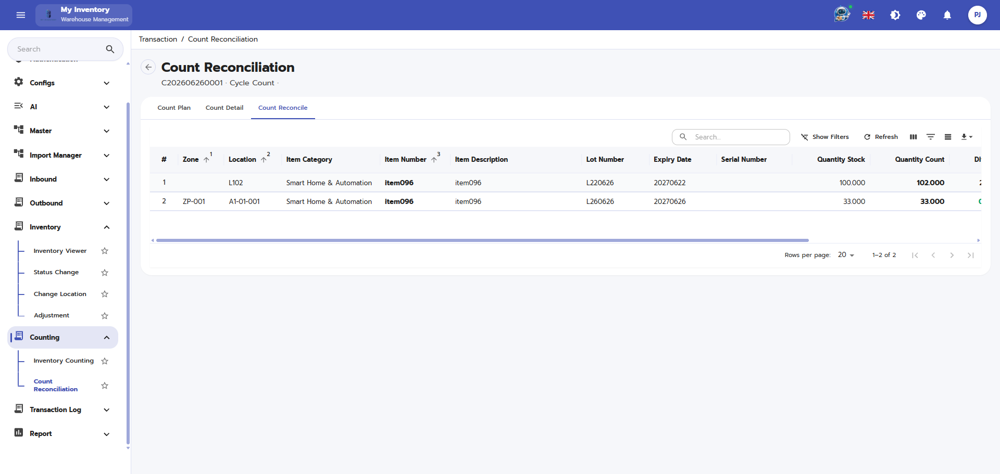 My Inventory
Warehouse Management
PJ
Search
Transaction / Count Reconciliation
Configs
AI
Master
Import Manager
Inbound
Outbound
Inventory
Inventory Viewer
Status Change
Change Location
Adjustment
Counting
Inventory Counting
Count
Reconciliation
Transaction Log
Report
Count Reconciliation
C202606260001 · Cycle Count ·
Count Plan Count Detail Count Reconcile
Search... Show Filters Refresh
# Zone 1 Location 2 Item Category Item Number 3 Item Description Lot Number Expiry Date Serial Number Quantity Stock Quantity Count
1 L102 Smart Home & Automation item096 item096 L220626 20270622 100.000 102.000
2 ZP-001 A1-01-001 Smart Home & Automation item096 item096 L260626 20270626 33.000 33.000
Rows per page: 20 1–2 of 2